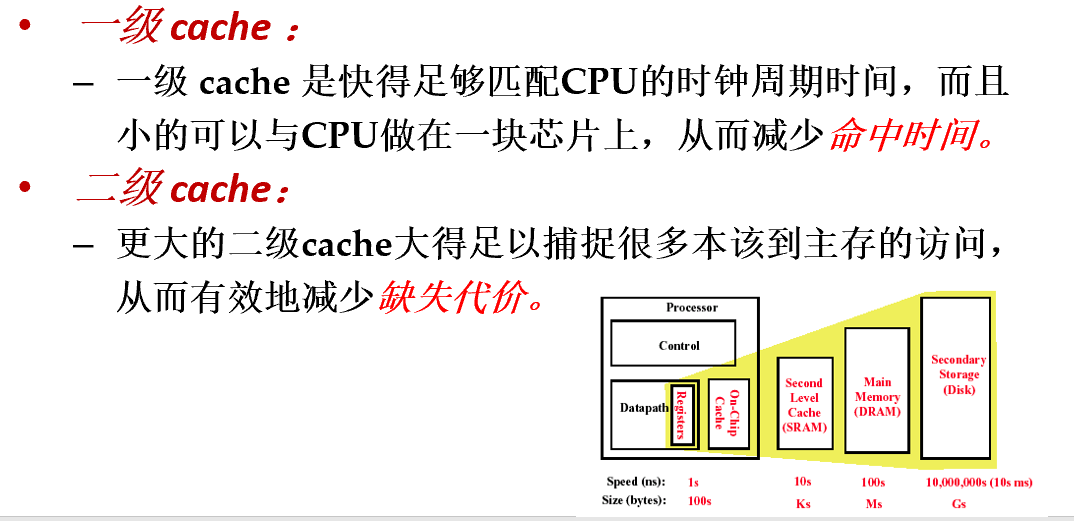 • 一级 cache :
– 一级 cache 是快得足够匹配CPU的时钟周期时间，而且
小的可以与CPU做在一块芯片上，从而减少命中时间。
• 二级 cache：
– 更大的二级cache大得足以捕捉很多本该到主存的访问，
从而有效地减少缺失代价。
Processor
Control
Datapath
Registers
On-Chip
Cache
Second
Level
Cache
(SRAM)
Main
Memory
(DRAM)
Secondary
Storage
(Disk)
Speed (ns): 1s 10s 100s 10,000,000s (10s ms)
Size (bytes): 100s Ks Ms Gs